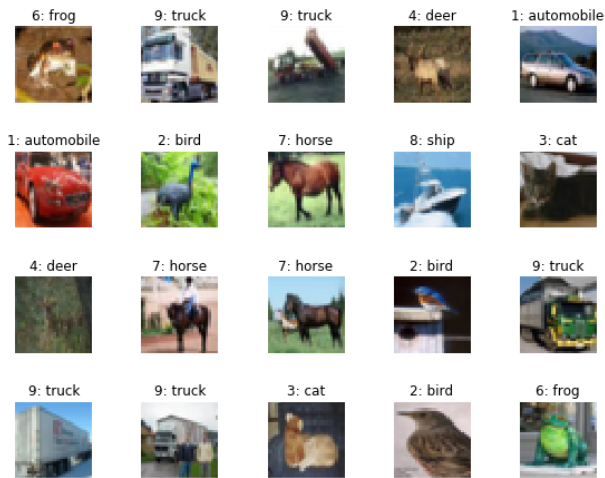 6: frog 9: truck 9: truck 4: deer 1: automobile
1: automobile 2: bird 7: horse 8: ship 3: cat
4: deer 7: horse 7: horse 2: bird 9: truck
9: truck 9: truck 3: cat 2: bird 6: frog